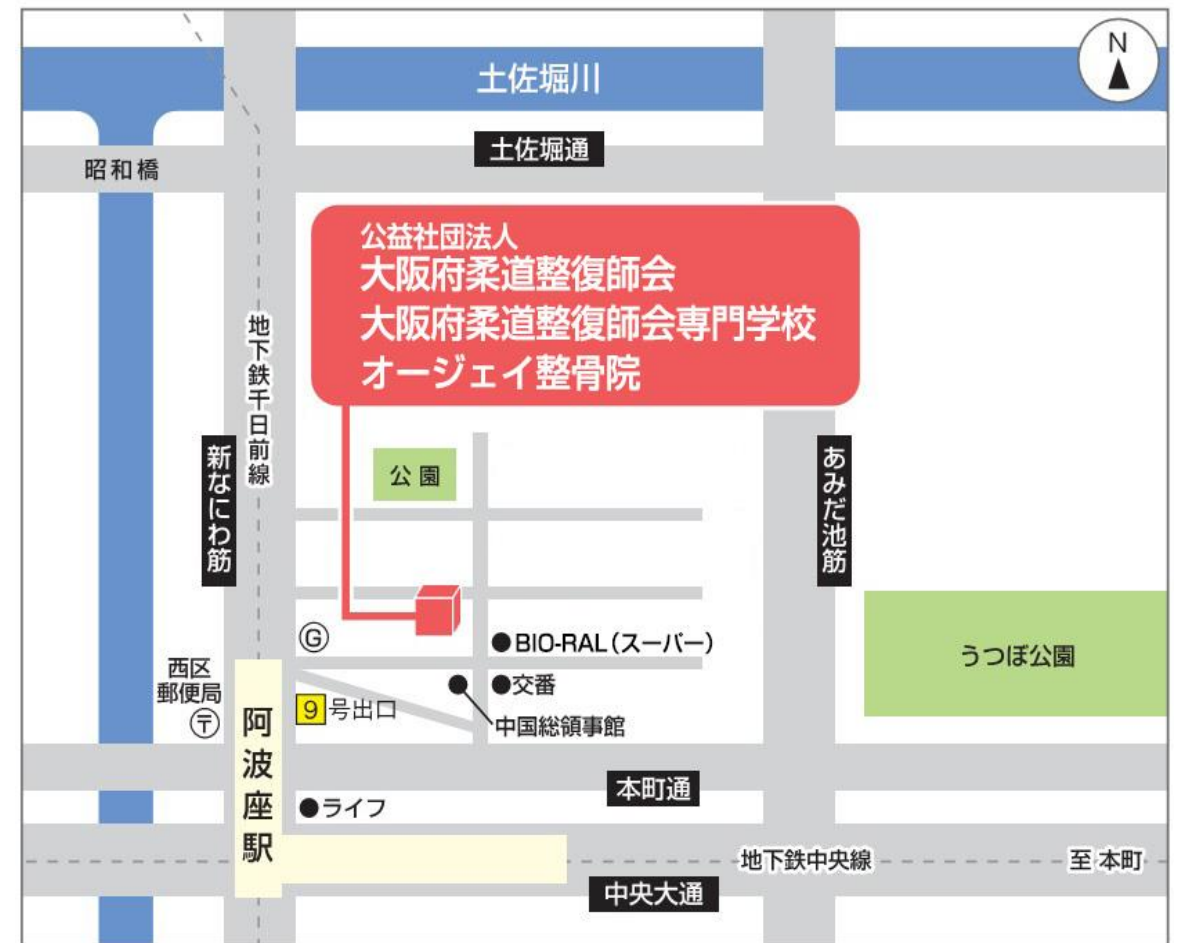 N
土佐堀川
土佐堀通
昭和橋
公益社団法人
大阪府柔道整復師会
大阪府柔道整復師会専門学校
オージェイ整骨院
地下鉄千日前線
新なにわ筋
公園
あみだ池筋
G
●BIO-RAL(スーパー)
うつぼ公園
西区
郵便局
〒
●交番
9号出口
中国総領事館
阿波座駅
本町通
●ライフ
地下鉄中央線
至 本町
中央大通